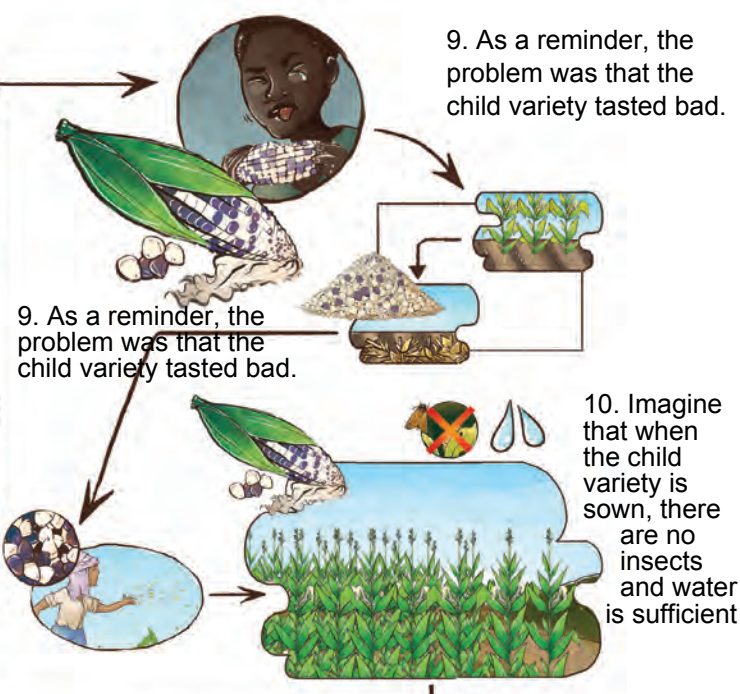 9. As a reminder, the
problem was that the
child variety tasted bad.
9. As a reminder, the
problem was that the
child variety tasted bad.
10. Imagine
that when
the child
variety is
sown, there
are no
insects
and water
is sufficient